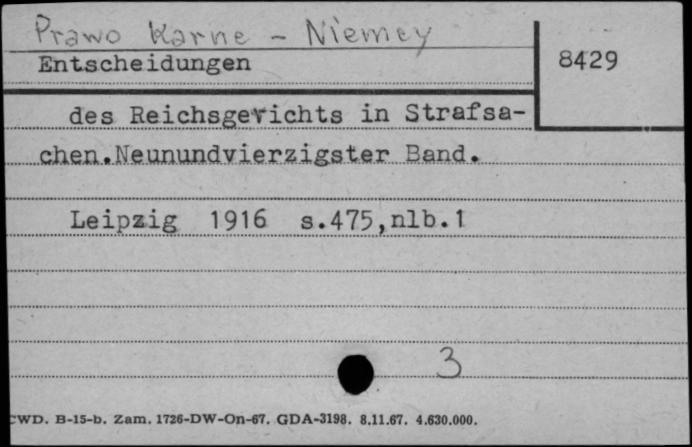 Prawo Karne - Niemcy
Entscheidungen
8429
des Reichsgerichts in Strafsa-
chen.Neunundvierzigster Band.
Leipzig 1916 s.475,nlb.1
3
CWD. B-15-b. Zam. 1726-DW-On-67. GDA-3198. 8.11.67. 4.630.000.